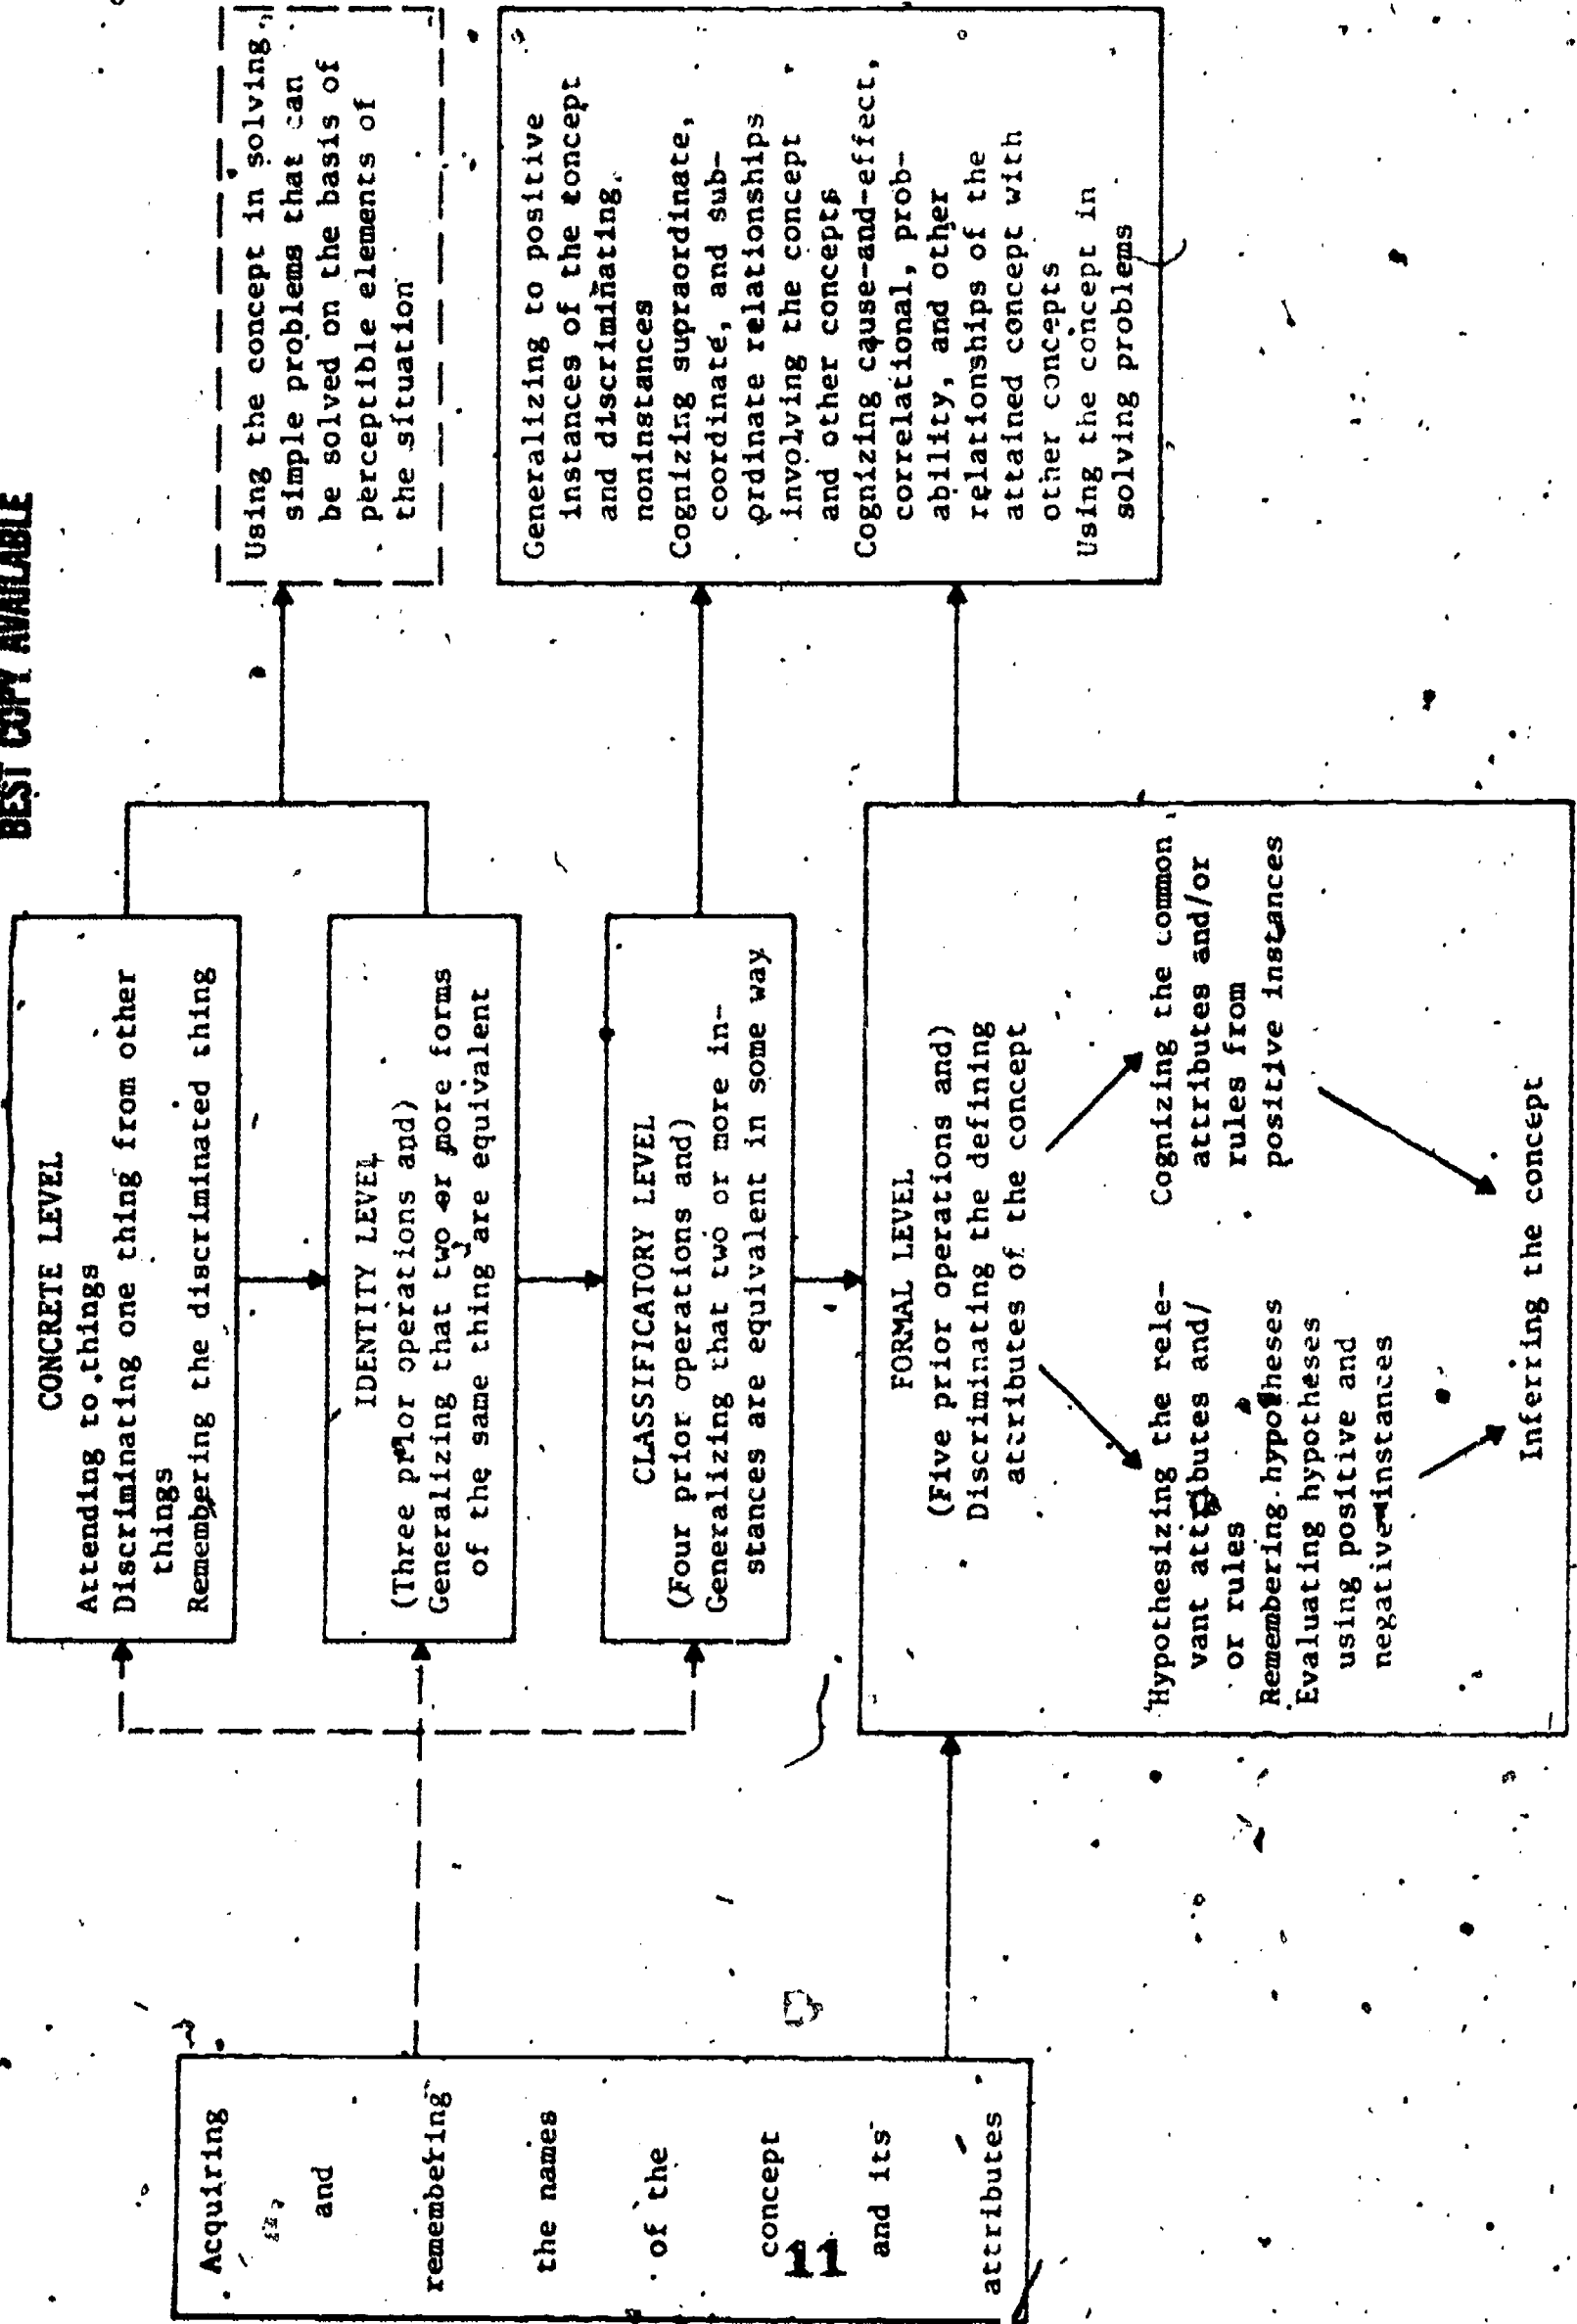 BEST COPY AVAILABLE
Acquiring
and
remembering
the names
of the
concept
and its
attributes
CONCRETE LEVEL
Attending to things
Discriminating one thing from other
things
Remembering the discriminated thing
IDENTITY LEVEL
(Three prior operations and)
Generalizing that two or more forms
of the same thing are equivalent
CLASSIFICATORY LEVEL
(Four prior operations and)
Generalizing that two or more in-
stances are equivalent in some way
FORMAL LEVEL
(Five prior operations and)
Discriminating the defining
attributes of the concept
Hypothesizing the rele-
vant attributes and/
or rules
Remembering hypotheses
Evaluating hypotheses
using positive and
negative instances
Cognizing the common
attributes and/or
rules from
positive instances
Inferring the concept
Using the concept in solving
simple problems that can
be solved on the basis of
perceptible elements of
the situation
Generalizing to positive
instances of the concept
and discriminating
noninstances
Cognizing supraordinate,
coordinate, and sub-
ordinate relationships
involving the concept
and other concepts
Cognizing cause-and-effect,
correlational, prob-
ability, and other
relationships of the
attained concept with
other concepts
Using the concept in
solving problems
11